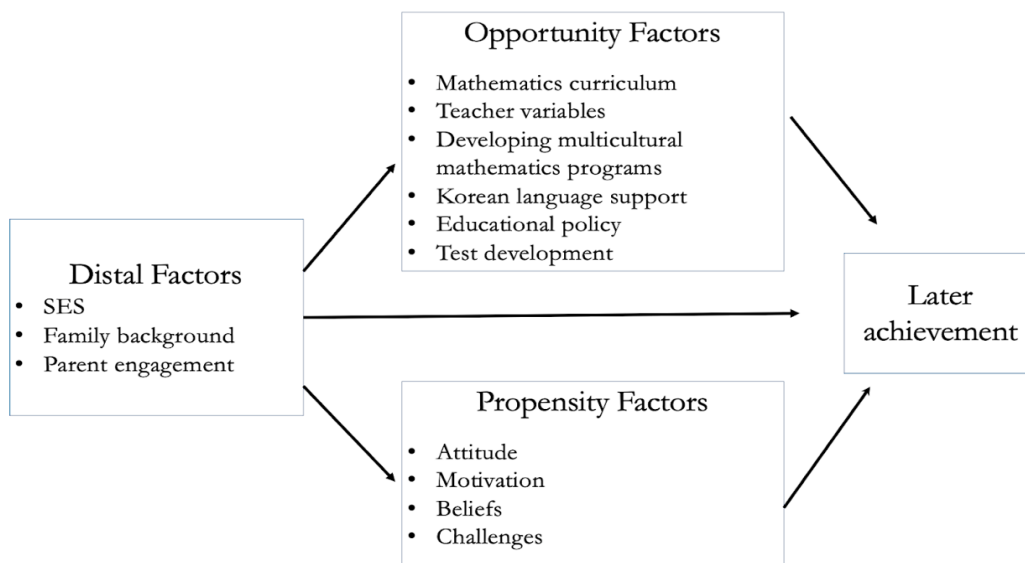 Opportunity Factors
• Mathematics curriculum
• Teacher variables
• Developing multicultural
mathematics programs
• Korean language support
• Educational policy
• Test development
Distal Factors
• SES
• Family background
• Parent engagement
Later
achievement
Propensity Factors
• Attitude
• Motivation
• Beliefs
• Challenges